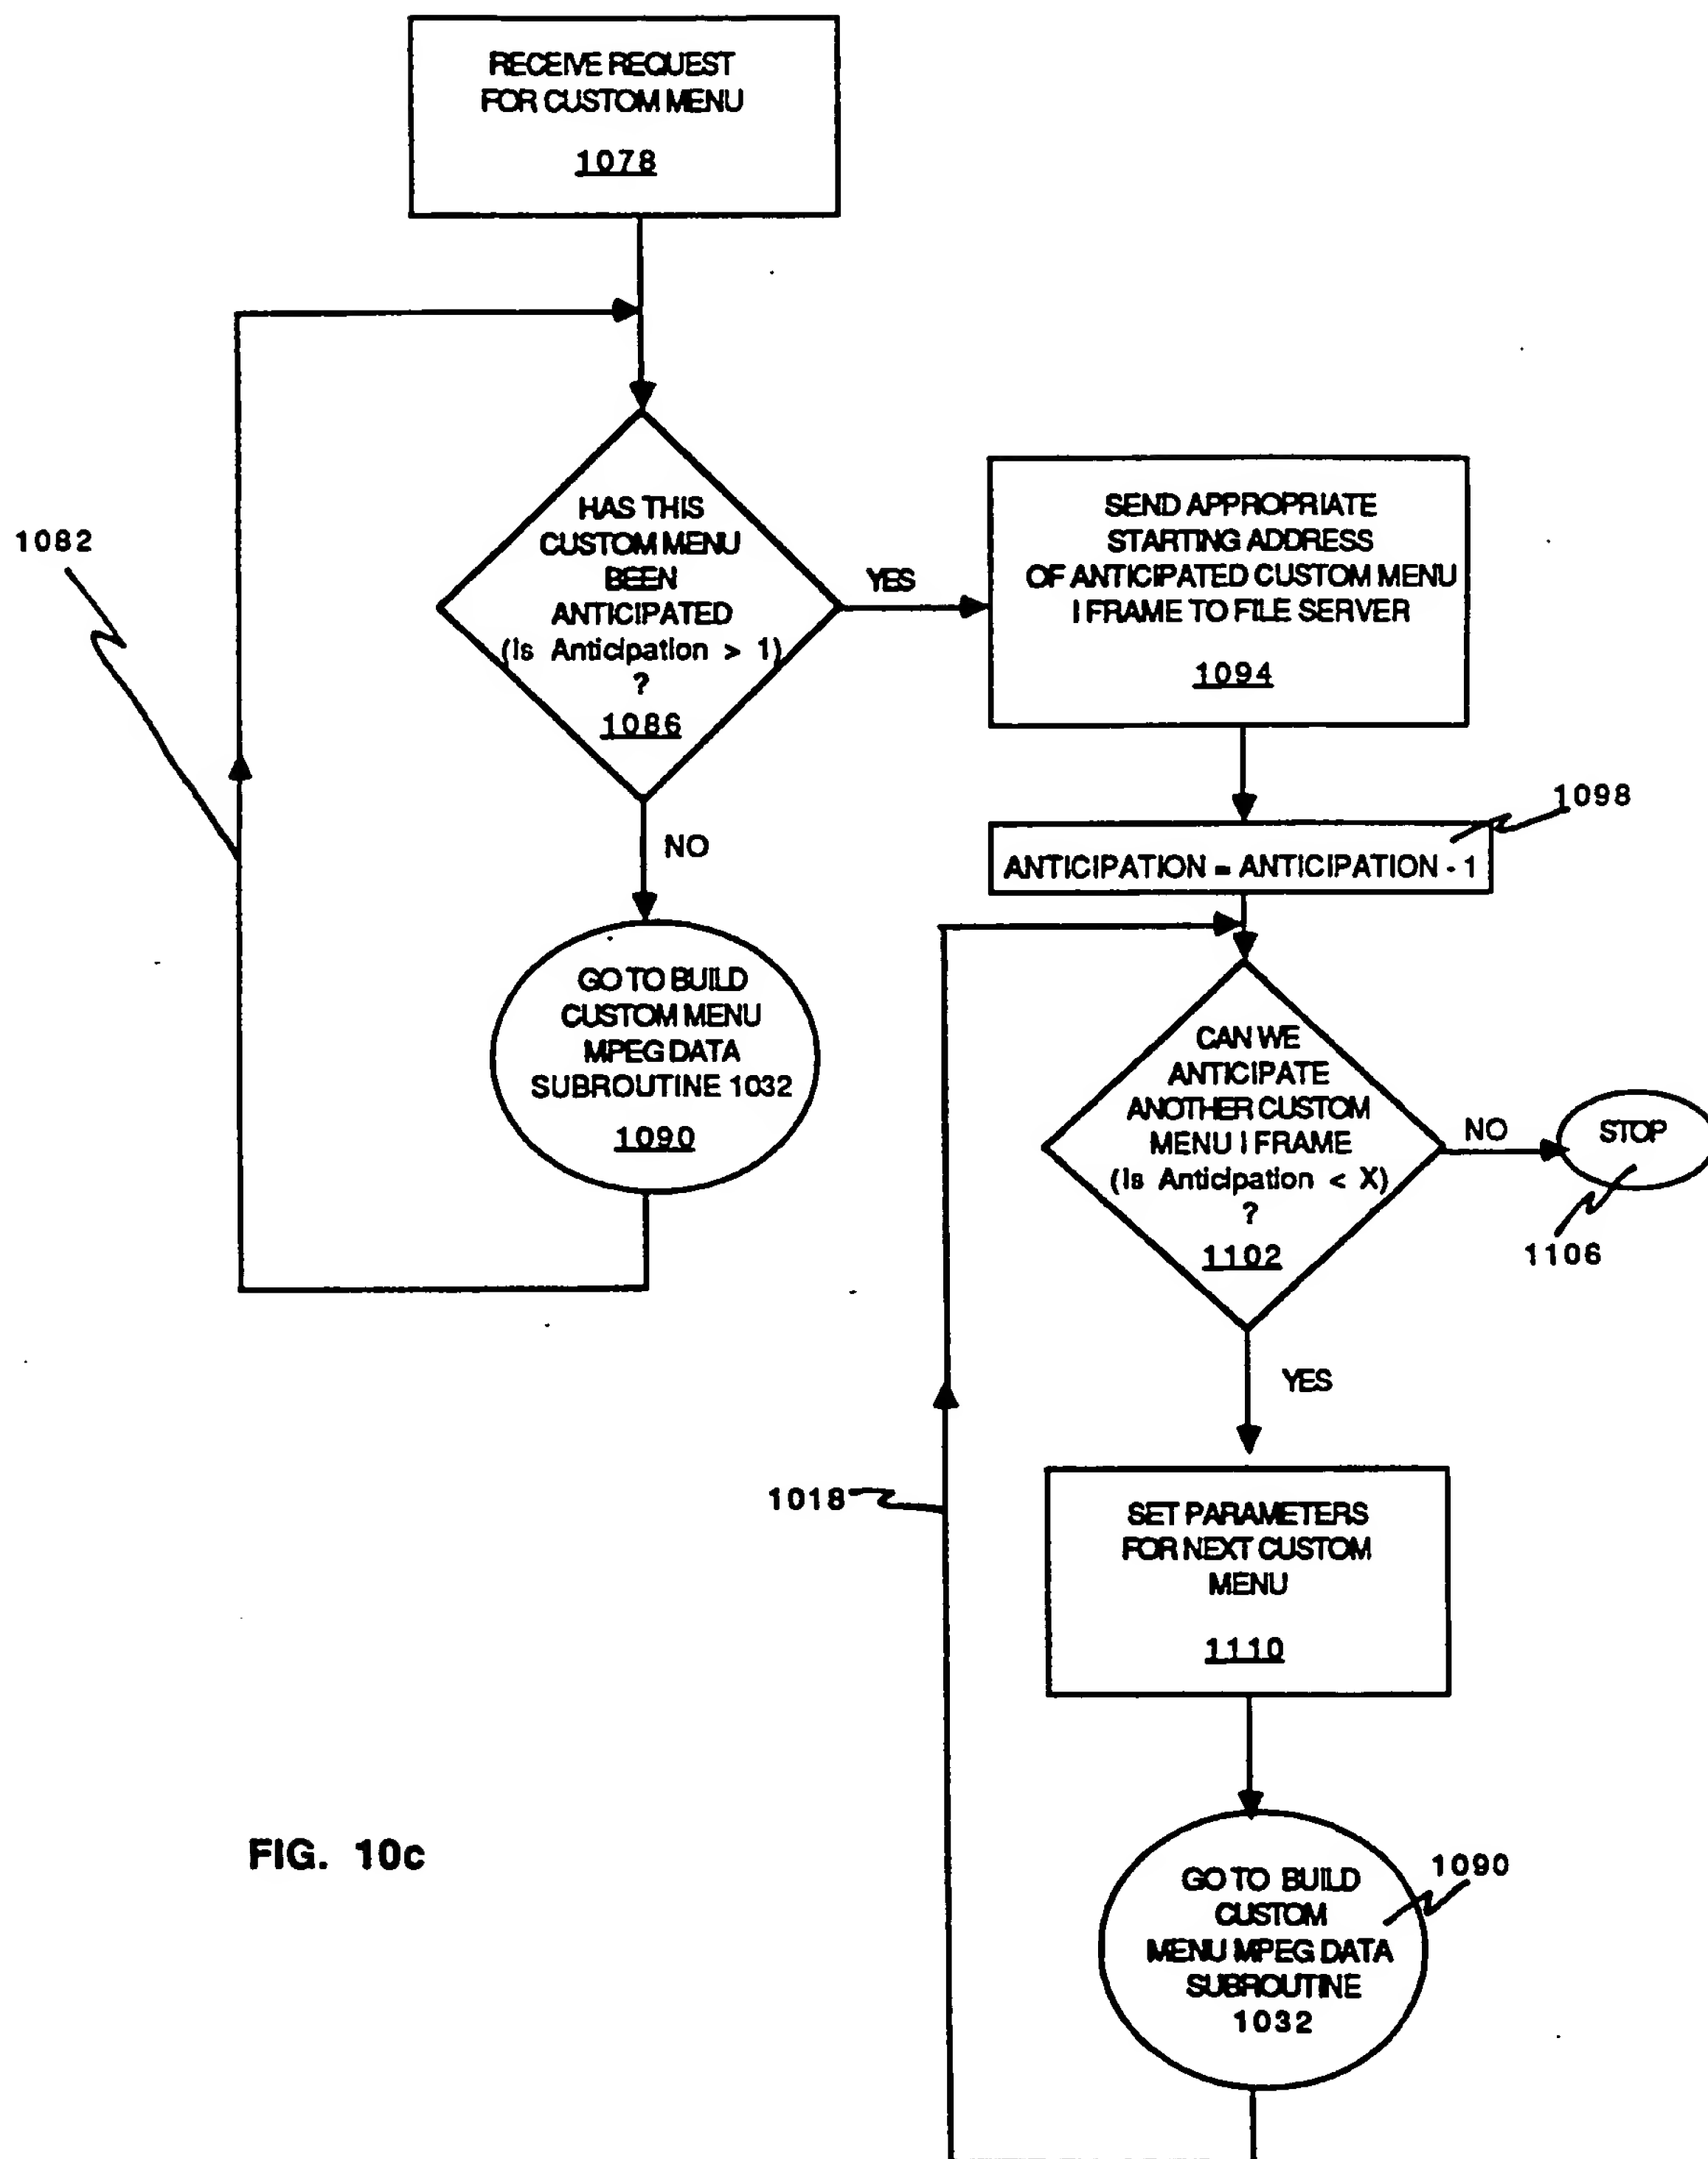 RECEIVE REQUEST
FOR CUSTOM MENU
1078
1082
HAS THIS
CUSTOM MENU
BEEN
ANTICIPATED
(Is Anticipation > 1)
?
1086
YES
SEND APPROPRIATE
STARTING ADDRESS
OF ANTICIPATED CUSTOM MENU
I FRAME TO FILE SERVER
1094
NO
1098
ANTICIPATION = ANTICIPATION - 1
GO TO BUILD
CUSTOM MENU
MPEG DATA
SUBROUTINE 1032
1090
CAN WE
ANTICIPATE
ANOTHER CUSTOM
MENU I FRAME
(Is Anticipation < X)
?
1102
NO
STOP
1106
YES
1018
SET PARAMETERS
FOR NEXT CUSTOM
MENU
1110
FIG. 10c
1090
GO TO BUILD
CUSTOM
MENU MPEG DATA
SUBROUTINE
1032